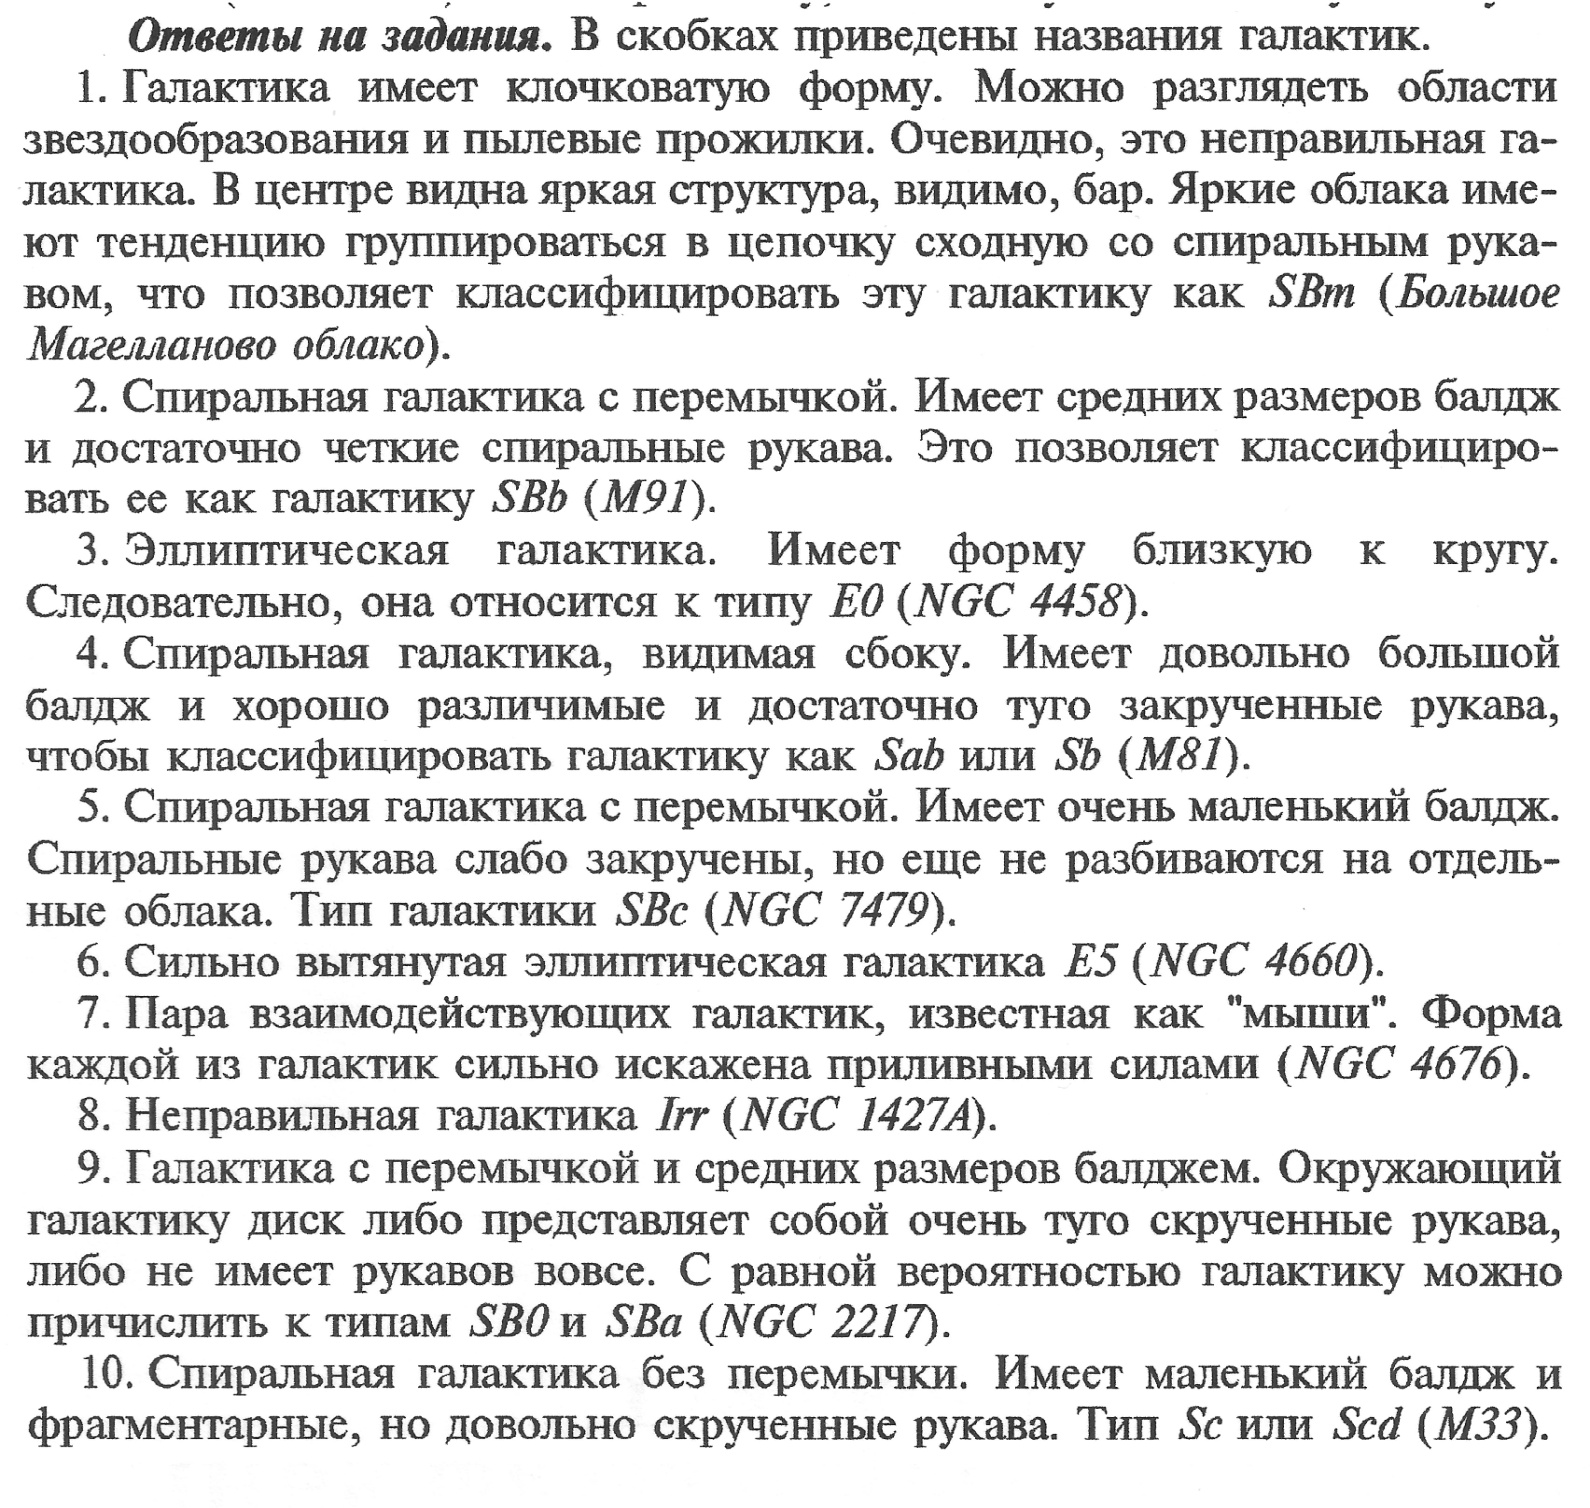 Ответы на задания. В скобках приведены названия галактик.
1. Галактика имеет клочковатую форму. Можно разглядеть области
звездообразования и пылевые прожилки. Очевидно, это неправильная га-
лактика. В центре видна яркая структура, видимо, бар. Яркие облака име-
ют тенденцию группироваться в цепочку сходную со спиральным рука-
вом, что позволяет классифицировать эту галактику как SBm (Большое
Магелланово облако).
2. Спиральная галактика с перемычкой. Имеет средних размеров балдж
и достаточно четкие спиральные рукава. Это позволяет классифициро-
вать ее как галактику SBb (M91).
3. Эллиптическая галактика. Имеет форму близкую к кругу.
Следовательно, она относится к типу E0 (NGC 4458).
4. Спиральная галактика, видимая сбоку. Имеет довольно большой
балдж и хорошо различимые и достаточно туго закрученные рукава,
чтобы классифицировать галактику как Sab или Sb (M81).
5. Спиральная галактика с перемычкой. Имеет очень маленький балдж.
Спиральные рукава слабо закручены, но еще не разбиваются на отдель-
ные облака. Тип галактики SBc (NGC 7479).
6. Сильно вытянутая эллиптическая галактика E5 (NGC 4660).
7. Пара взаимодействующих галактик, известная как "мыши". Форма
каждой из галактик сильно искажена приливными силами (NGC 4676).
8. Неправильная галактика Irr (NGC 1427A).
9. Галактика с перемычкой и средних размеров балджем. Окружающий
галактику диск либо представляет собой очень туго скрученные рукава,
либо не имеет рукавов вовсе. С равной вероятностью галактику можно
причислить к типам SB0 и SBa (NGC 2217).
10. Спиральная галактика без перемычки. Имеет маленький балдж и
фрагментарные, но довольно скрученные рукава. Тип Sc или Scd (M33).